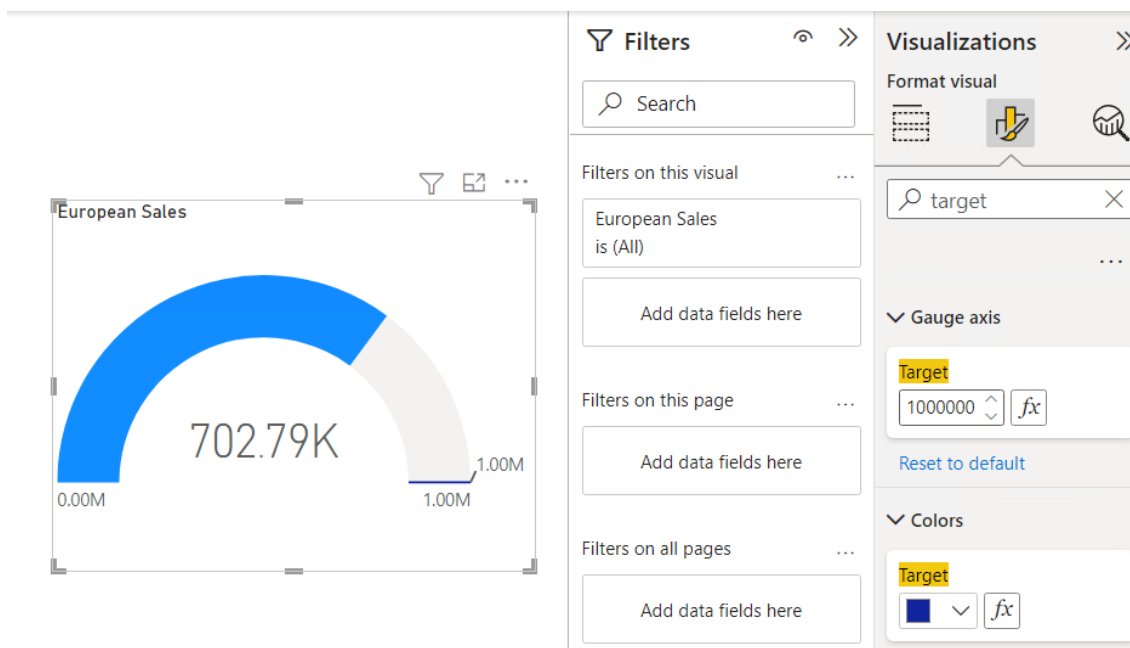 European Sales
702.79K
1.00M
0.00M
1.00M
Filters
Search
Filters on this visual
...
European Sales
is (All)
Add data fields here
Filters on this page
...
Add data fields here
Filters on all pages
...
Add data fields here
Visualizations
Format visual
target
...
Gauge axis
Target
1000000
fx
Reset to default
Colors
Target
fx